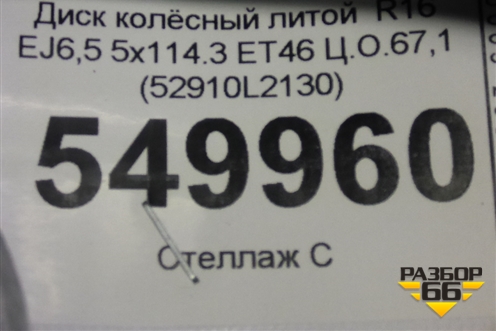 Диск колёсный литой R16
EJ6,5 5x114.3 ET46 Ц.О.67,1
(52910L2130)
549960
Стеллаж С
РАЗБОР
66